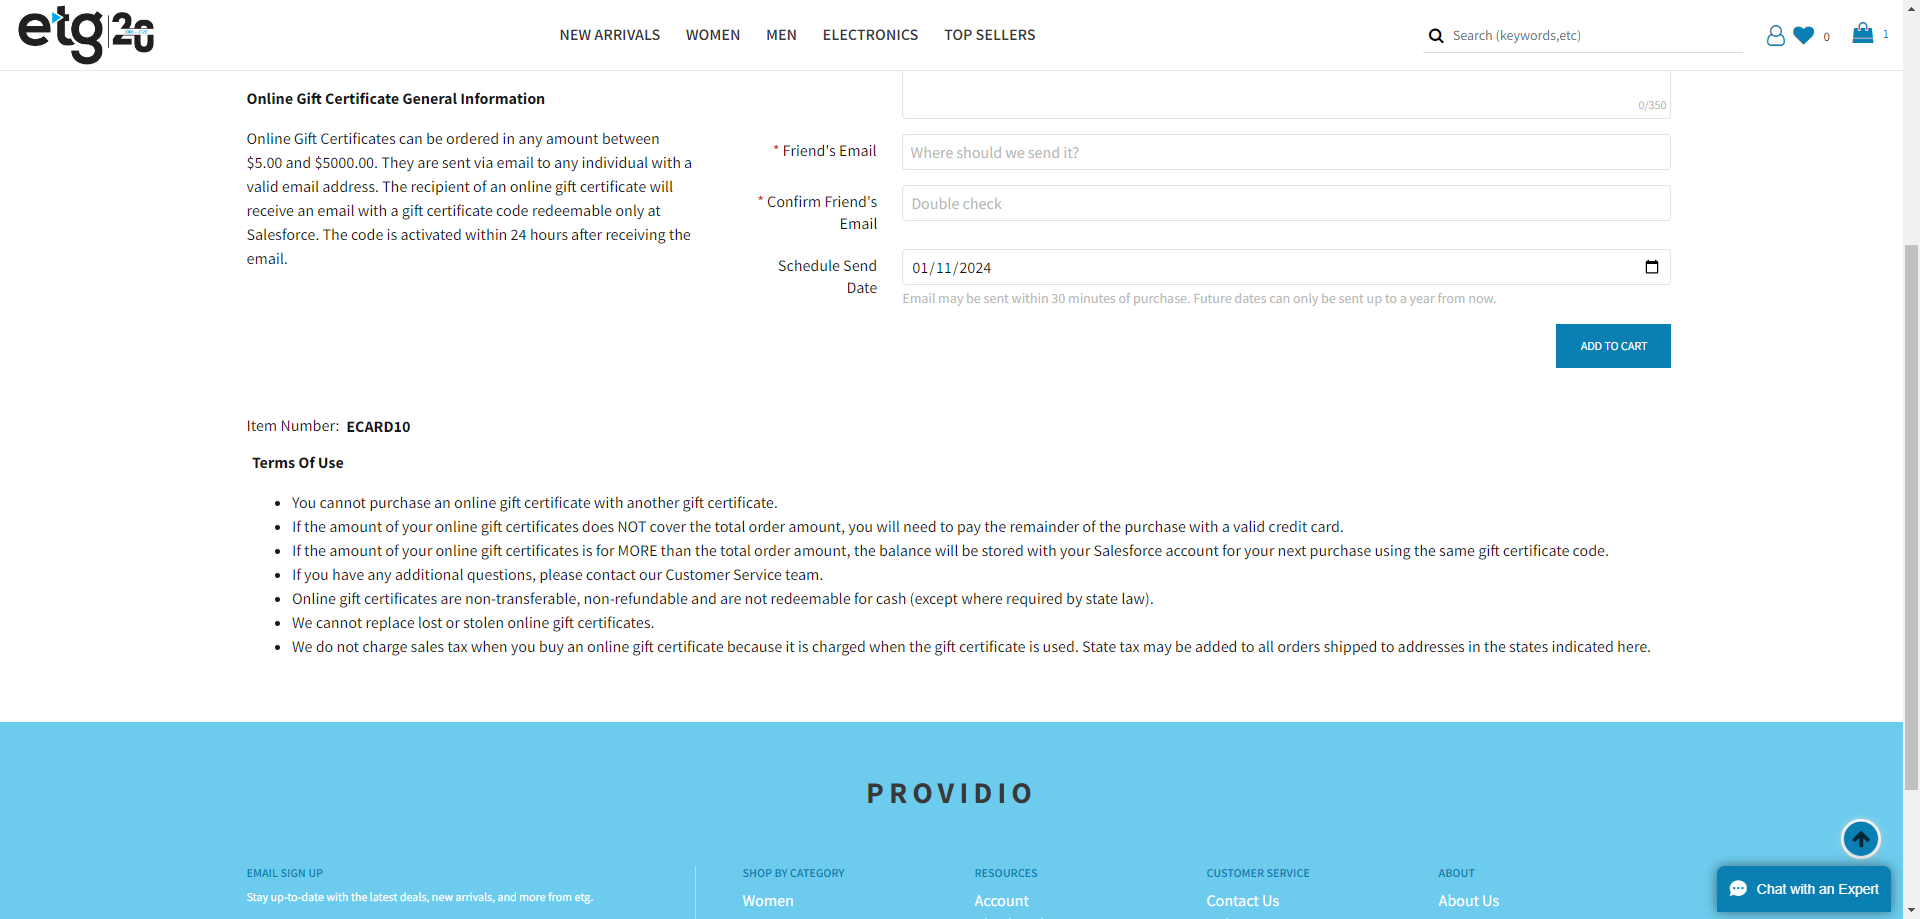 etg 20
NEW ARRIVALS WOMEN MEN ELECTRONICS TOP SELLERS
Search (keywords,etc)
0
1
Online Gift Certificate General Information
Online Gift Certificates can be ordered in any amount between
$5.00 and $5000.00. They are sent via email to any individual with a
valid email address. The recipient of an online gift certificate will
receive an email with a gift certificate code redeemable only at
Salesforce. The code is activated within 24 hours after receiving the
email.
0/350
* Friend's Email
Where should we send it?
* Confirm Friend's
Email
Double check
Schedule Send
Date
01/11/2024
Email may be sent within 30 minutes of purchase. Future dates can only be sent up to a year from now.
ADD TO CART
Item Number: ECARD10
Terms Of Use
• You cannot purchase an online gift certificate with another gift certificate.
• If the amount of your online gift certificates does NOT cover the total order amount, you will need to pay the remainder of the purchase with a valid credit card.
• If the amount of your online gift certificates is for MORE than the total order amount, the balance will be stored with your Salesforce account for your next purchase using the same gift certificate code.
• If you have any additional questions, please contact our Customer Service team.
• Online gift certificates are non-transferable, non-refundable and are not redeemable for cash (except where required by state law).
• We cannot replace lost or stolen online gift certificates.
• We do not charge sales tax when you buy an online gift certificate because it is charged when the gift certificate is used. State tax may be added to all orders shipped to addresses in the states indicated here.
PROVIDIO
EMAIL SIGN UP
Stay up-to-date with the latest deals, new arrivals, and more from etg.
SHOP BY CATEGORY
Women
RESOURCES
Account
CUSTOMER SERVICE
Contact Us
ABOUT
About Us
Chat with an Expert